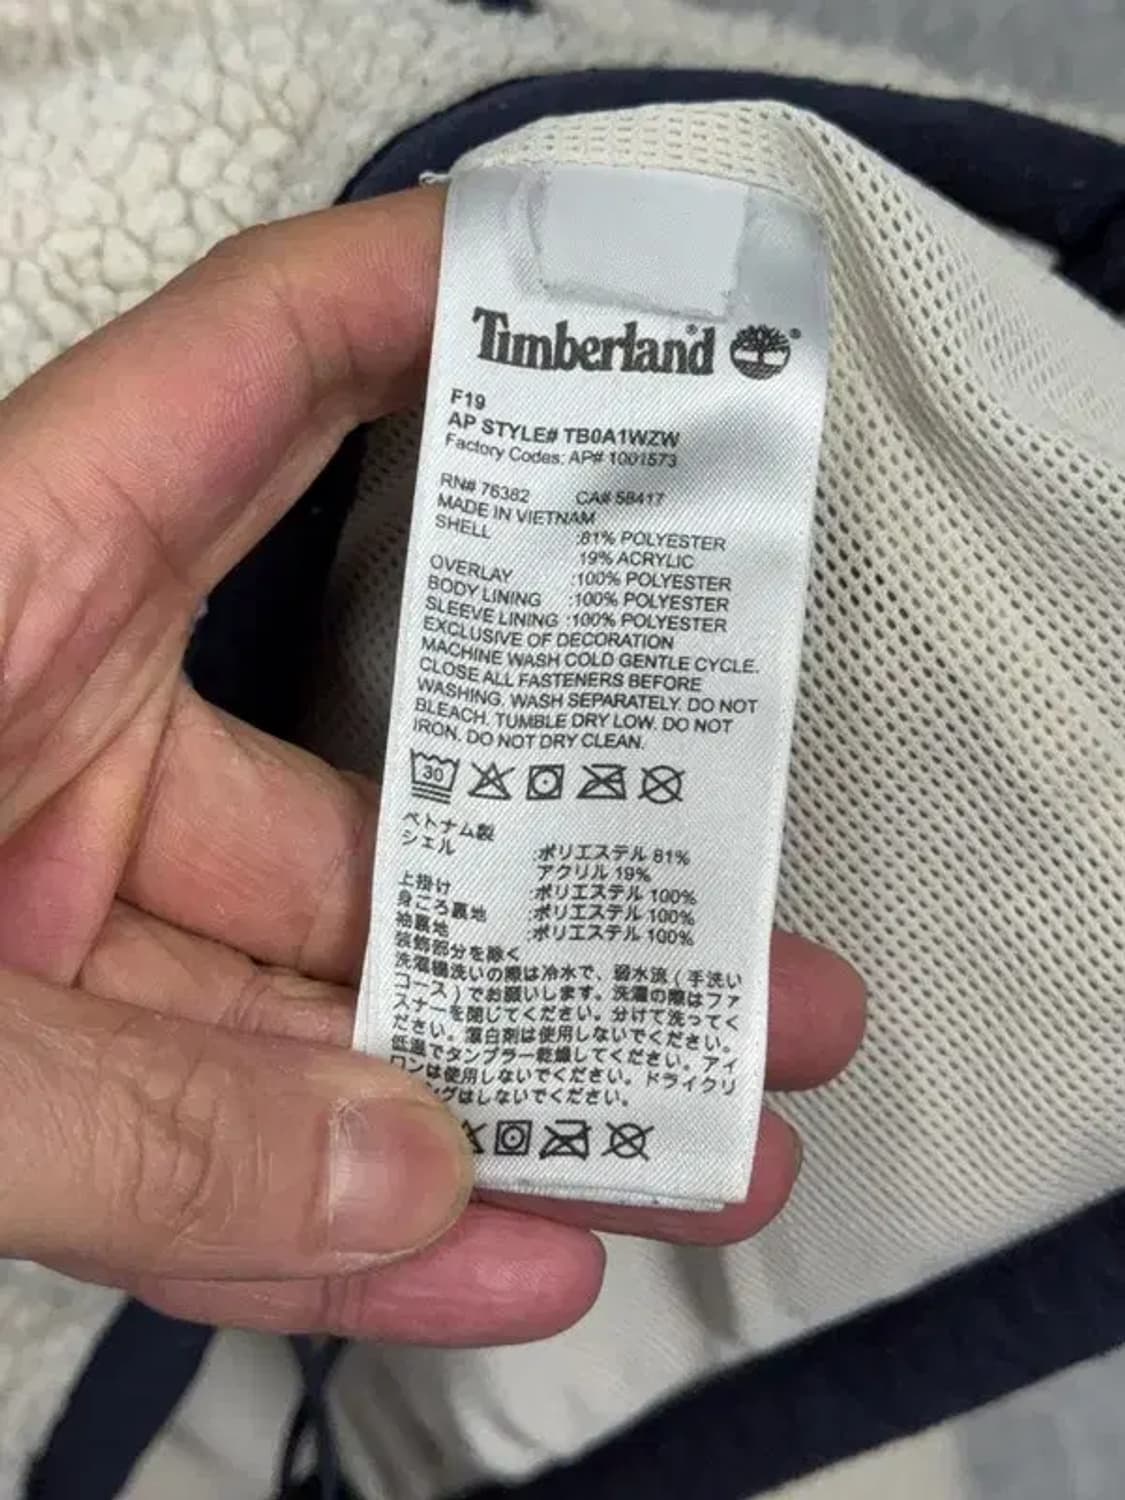 Timberland®
F19
AP STYLE# TB0A1WZW
Factory Codes: AP# 1001573
RN# 76382 CA# 58417
MADE IN VIETNAM
SHELL :81% POLYESTER
19% ACRYLIC
OVERLAY :100% POLYESTER
BODY LINING :100% POLYESTER
SLEEVE LINING :100% POLYESTER
EXCLUSIVE OF DECORATION
MACHINE WASH COLD GENTLE CYCLE.
CLOSE ALL FASTENERS BEFORE
WASHING. WASH SEPARATELY. DO NOT
BLEACH. TUMBLE DRY LOW. DO NOT
IRON. DO NOT DRY CLEAN.
30
ベトナム製
シェル :ポリエステル 81%
アクリル 19%
上掛け :ポリエステル 100%
身ごろ裏地 :ポリエステル 100%
袖裏地 :ポリエステル 100%
装飾部分を除く
洗濯機洗いの際は冷水で、弱水流(手洗い
コース)でお願いします。洗濯の際はファ
スナーを閉じてください。分けて洗ってく
ださい。漂白剤は使用しないでください。
低温でタンブラー乾燥してください。アイ
ロンは使用しないでください。ドライクリ
ングはしないでください。